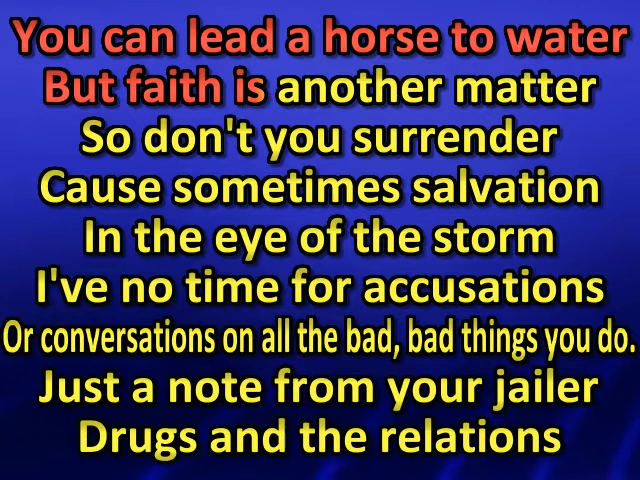 You can lead a horse to water
But faith is another matter
So don't you surrender
Cause sometimes salvation
In the eye of the storm
I've no time for accusations
Or conversations on all the bad, bad things you do.
Just a note from your jailer
Drugs and the relations